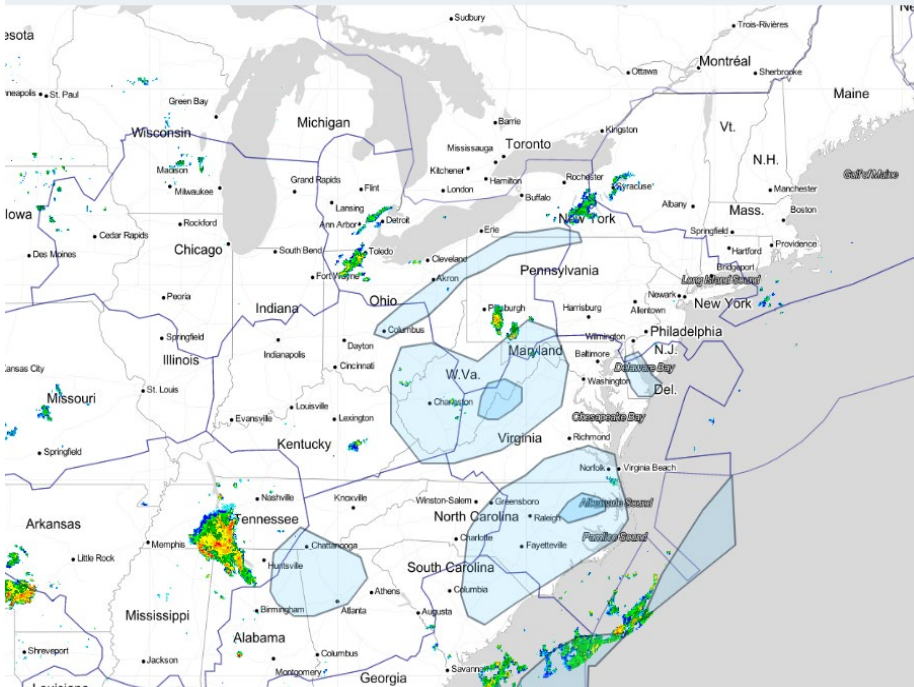 Sudbury
Trois-Rivières
Ottawa
Montréal
Sherbrooke
esota
neapolis
St. Paul
Green Bay
Michigan
Barrie
Kingston
Maine
Wisconsin
Vt.
Toronto
Mississauga
N.H.
Madison
Kitchener
Hamilton
Gulf of Maine
Milwaukee
Grand Rapids
Flint
London
Rochester
Syracuse
Manchester
Lansing
Buffalo
Albany
Mass.
Boston
Iowa
Rockford
Ann Arbor
Detroit
New York
Springfield
Cedar Rapids
Erie
Hartford
Providence
Des Moines
Chicago
South Bend
Toledo
Cleveland
Bridgeport
Fort Wayne
Akron
Pennsylvania
Long Island Sound
Peoria
Indiana
Ohio
Newark
New York
Allentown
Pittsburgh
Harrisburg
Columbus
Philadelphia
Springfield
Wilmington
Illinois
Indianapolis
Dayton
Maryland
N.J.
Baltimore
Cincinnati
Delaware Bay
Kansas City
W.Va.
Washington
Del.
St. Louis
Missouri
Charleston
Louisville
Evansville
Lexington
Chesapeake Bay
Kentucky
Virginia
Richmond
Springfield
Norfolk
Virginia Beach
Nashville
Knoxville
Winston-Salem
Greensboro
Albemarle Sound
Arkansas
Tennessee
North Carolina
Raleigh
Memphis
Charlotte
Pamlico Sound
Chattanooga
Fayetteville
Little Rock
Huntsville
South Carolina
Columbia
Athens
Mississippi
Birmingham
Atlanta
Augusta
Alabama
Shreveport
Jackson
Columbus
Montgomery
Savannah
Georgia
Louisiana